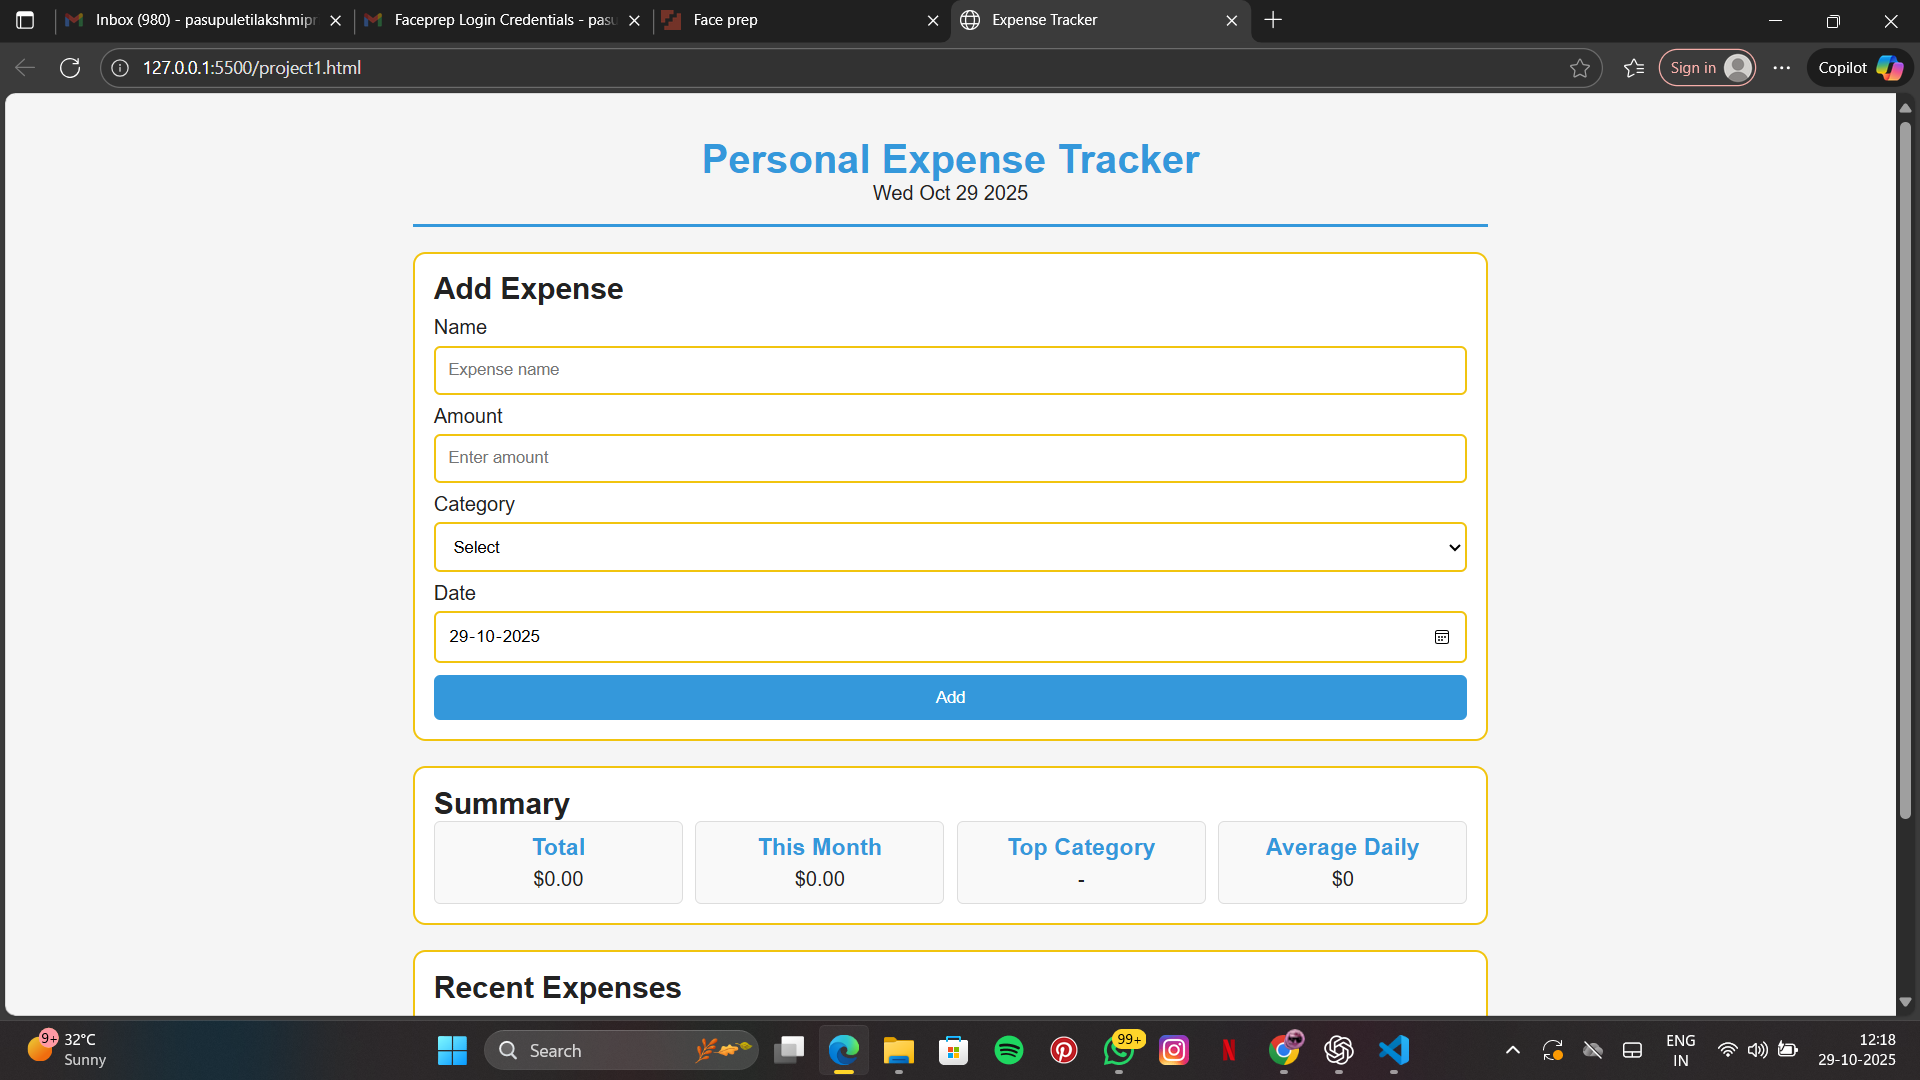 Inbox (980) - pasupuletilakshmipr
Faceprep Login Credentials - pasu
Face prep
Expense Tracker
127.0.0.1:5500/project1.html
Sign in
Copilot
Personal Expense Tracker
Wed Oct 29 2025
Add Expense
Name
Expense name
Amount
Enter amount
Category
Select
Date
29-10-2025
Add
Summary
Total
$0.00
This Month
$0.00
Top Category
-
Average Daily
$0
Recent Expenses
9+
32°C
Sunny
Search
99+
ENG
IN
12:18
29-10-2025